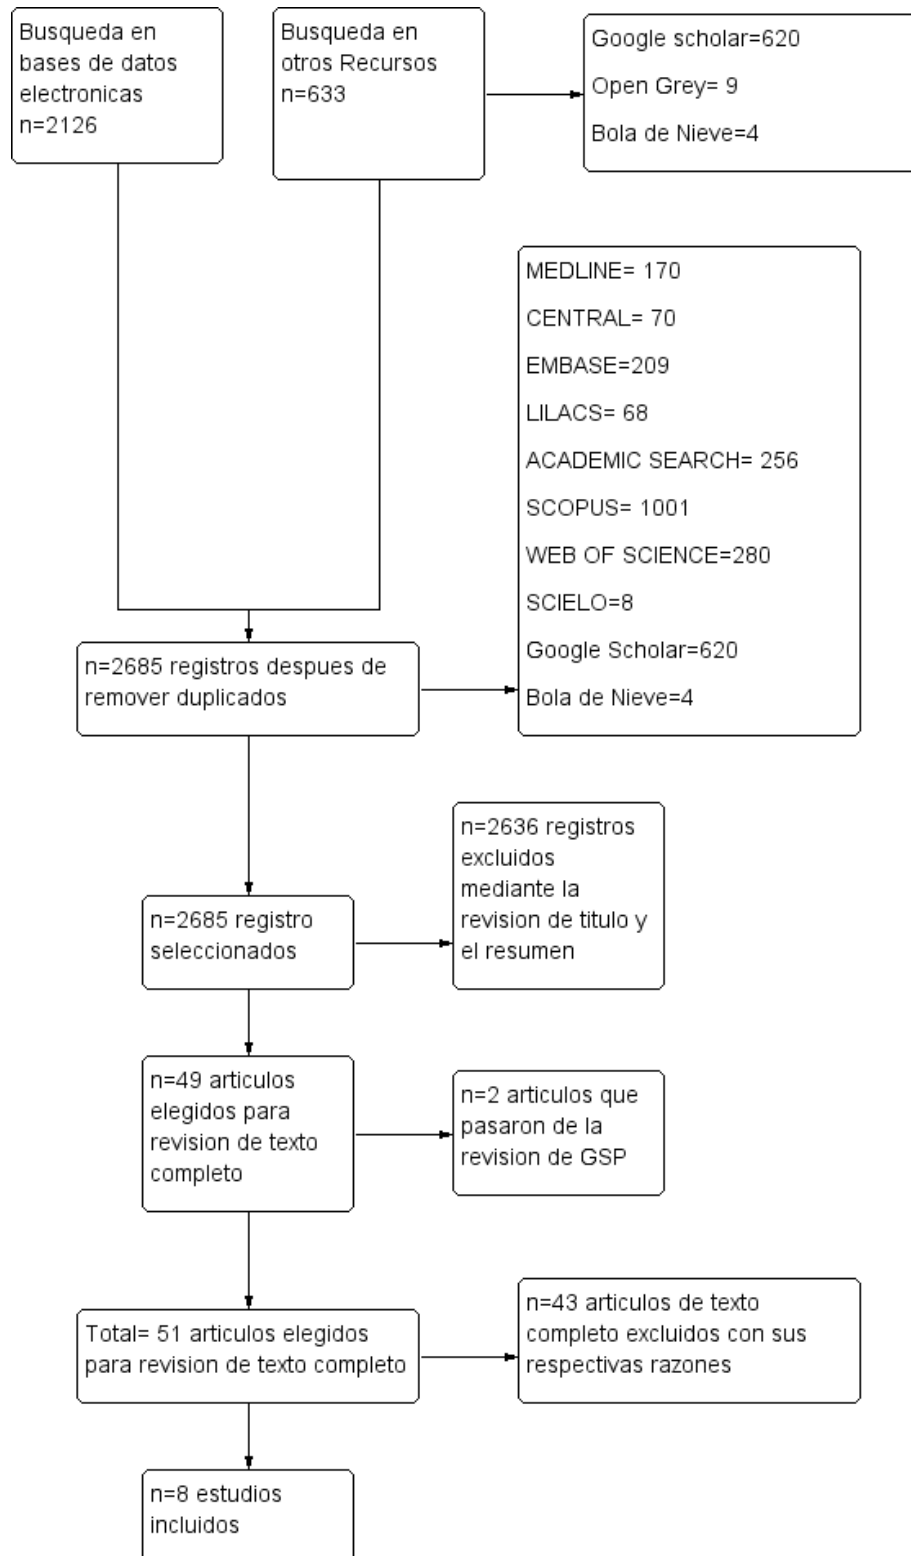 Busqueda en
bases de datos
electronicas
n=2126
Busqueda en
otros Recursos
n=633
Google scholar=620
Open Grey= 9
Bola de Nieve=4
MEDLINE= 170
CENTRAL= 70
EMBASE=209
LILACS= 68
ACADEMIC SEARCH= 256
SCOPUS= 1001
WEB OF SCIENCE=280
SCIELO=8
Google Scholar=620
Bola de Nieve=4
n=2685 registros despues de
remover duplicados
n=2636 registros
excluidos
mediante la
revision de titulo y
el resumen
n=2685 registro
seleccionados
n=49 articulos
elegidos para
revision de texto
completo
n=2 articulos que
pasaron de la
revision de GSP
Total= 51 articulos elegidos
para revision de texto completo
n=43 articulos de texto
completo excluidos con sus
respectivas razones
n=8 estudios
incluidos